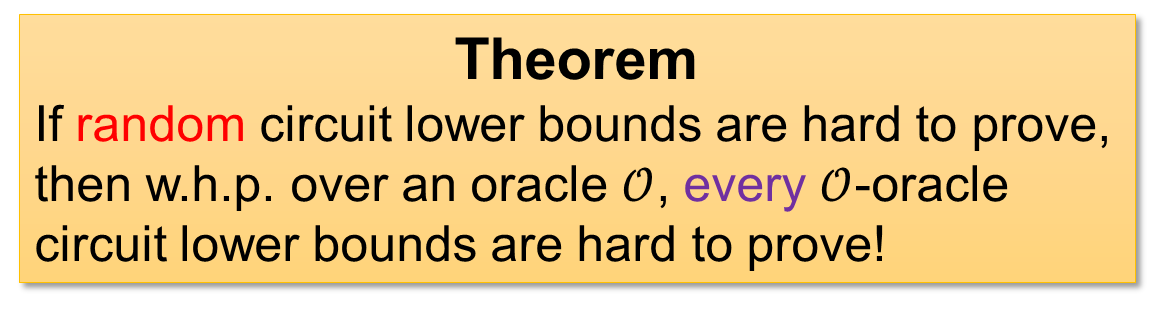 Theorem
If random circuit lower bounds are hard to prove,
then w.h.p. over an oracle 𝒪, every 𝒪-oracle
circuit lower bounds are hard to prove!